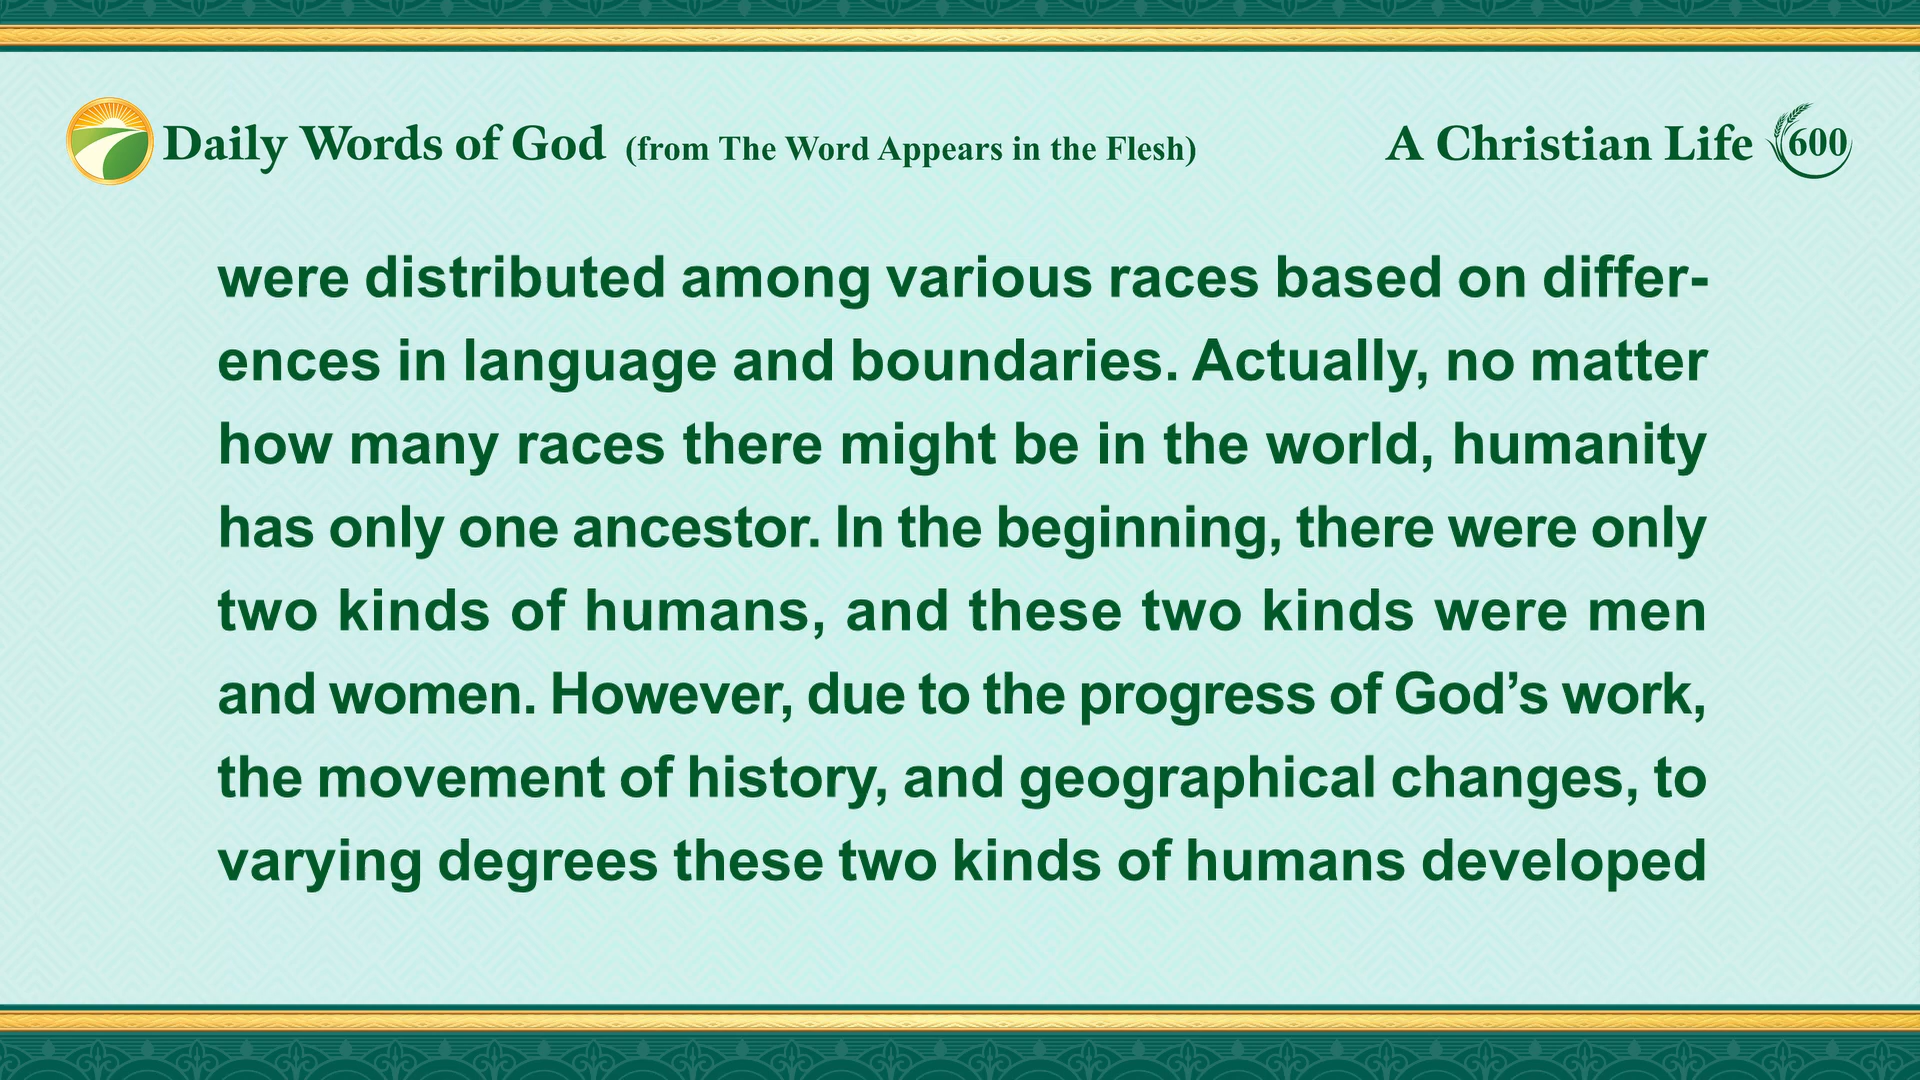 Daily Words of God (from The Word Appears in the Flesh) A Christian Life 600
were distributed among various races based on differ-
ences in language and boundaries. Actually, no matter
how many races there might be in the world, humanity
has only one ancestor. In the beginning, there were only
two kinds of humans, and these two kinds were men
and women. However, due to the progress of God’s work,
the movement of history, and geographical changes, to
varying degrees these two kinds of humans developed